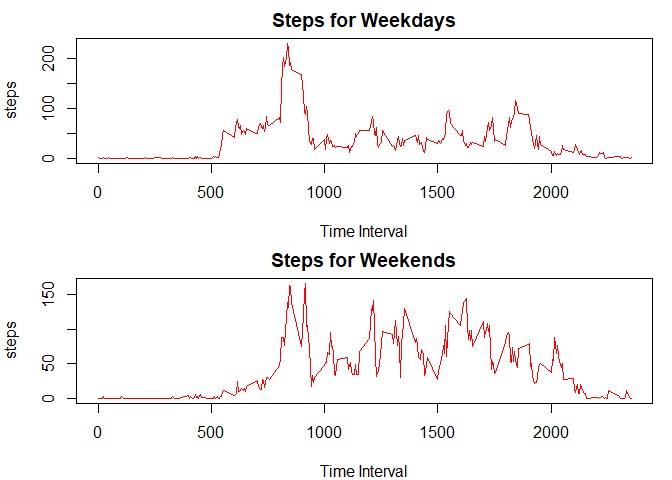 Steps for Weekdays
steps
200
100
0
0 500 1000 1500 2000
Time Interval
Steps for Weekends
steps
150
50
0
0 500 1000 1500 2000
Time Interval